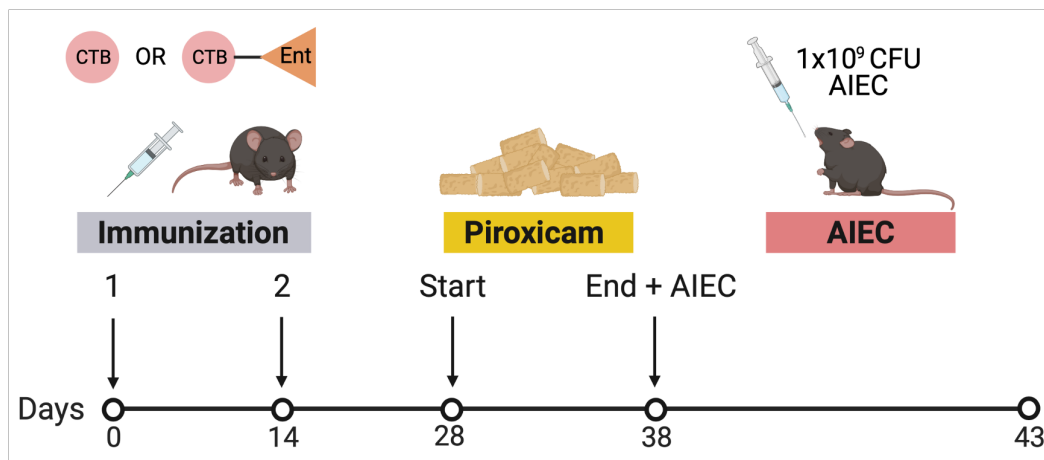 CTB OR CTB Ent
1x10⁹ CFU
AIEC
Immunization
Piroxicam
AIEC
1 2 Start End + AIEC
Days
0 14 28 38 43